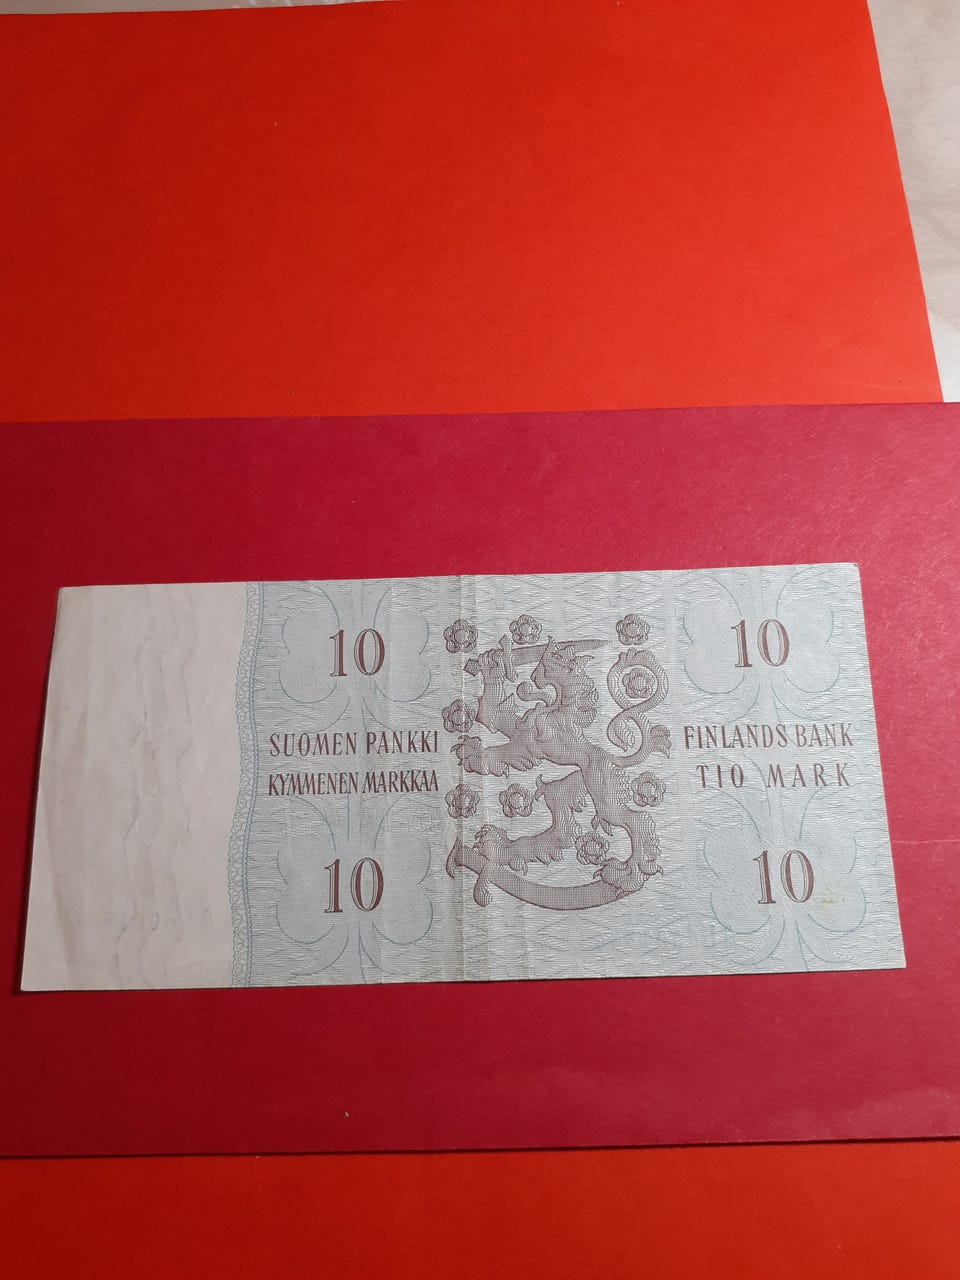 10
10
SUOMEN PANKKI
KYMMENEN MARKKAA
FINLANDS BANK
TIO MARK
10
10